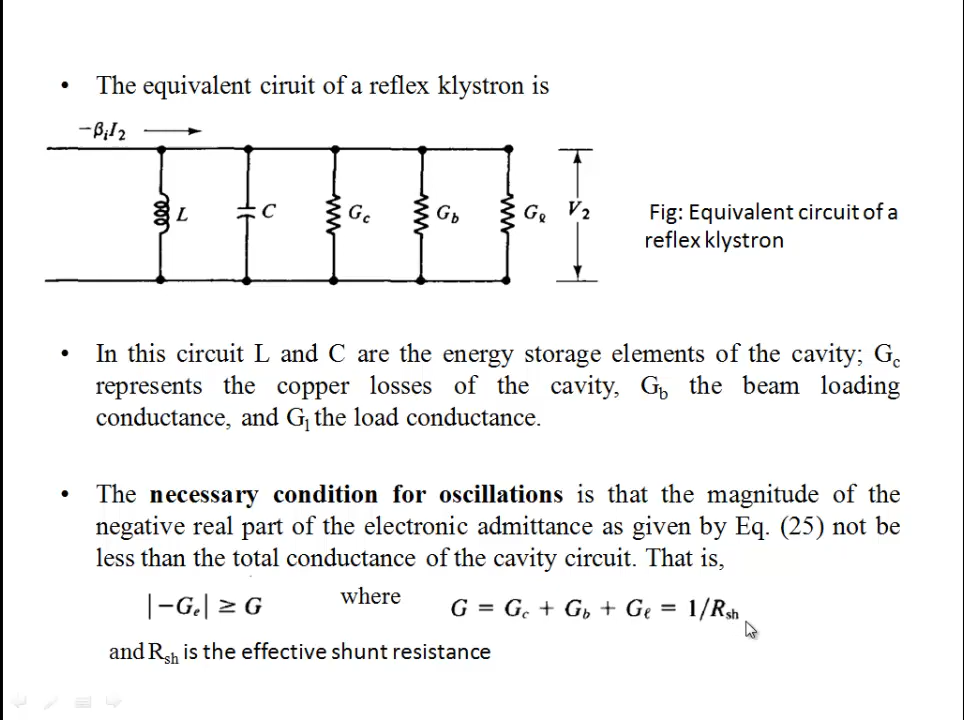 • The equivalent ciruit of a reflex klystron is
−βᵢI₂
L C G_c G_b G_ℓ V₂
Fig: Equivalent circuit of a
reflex klystron
• In this circuit L and C are the energy storage elements of the cavity; G_c
represents the copper losses of the cavity, G_b the beam loading
conductance, and G_l the load conductance.
• The necessary condition for oscillations is that the magnitude of the
negative real part of the electronic admittance as given by Eq. (25) not be
less than the total conductance of the cavity circuit. That is,
|−G_e| ≥ G where G = G_c + G_b + G_ℓ = 1/R_sh
and R_sh is the effective shunt resistance